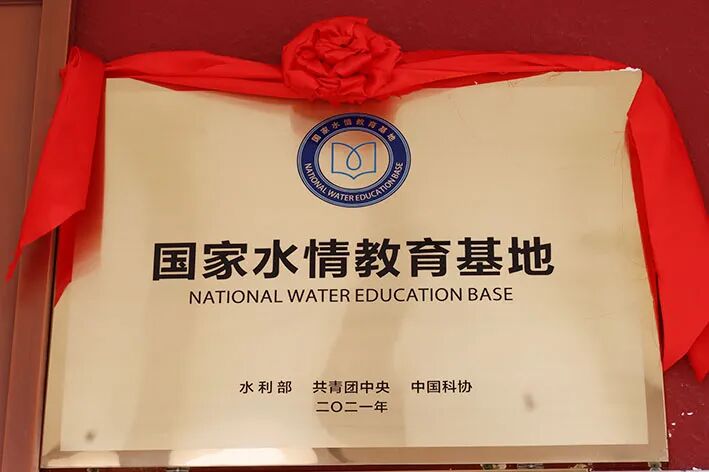 国家水情教育基地
NATIONAL WATER EDUCATION BASE
国家水情教育基地
NATIONAL WATER EDUCATION BASE
水利部 共青团中央 中国科协
二〇二一年